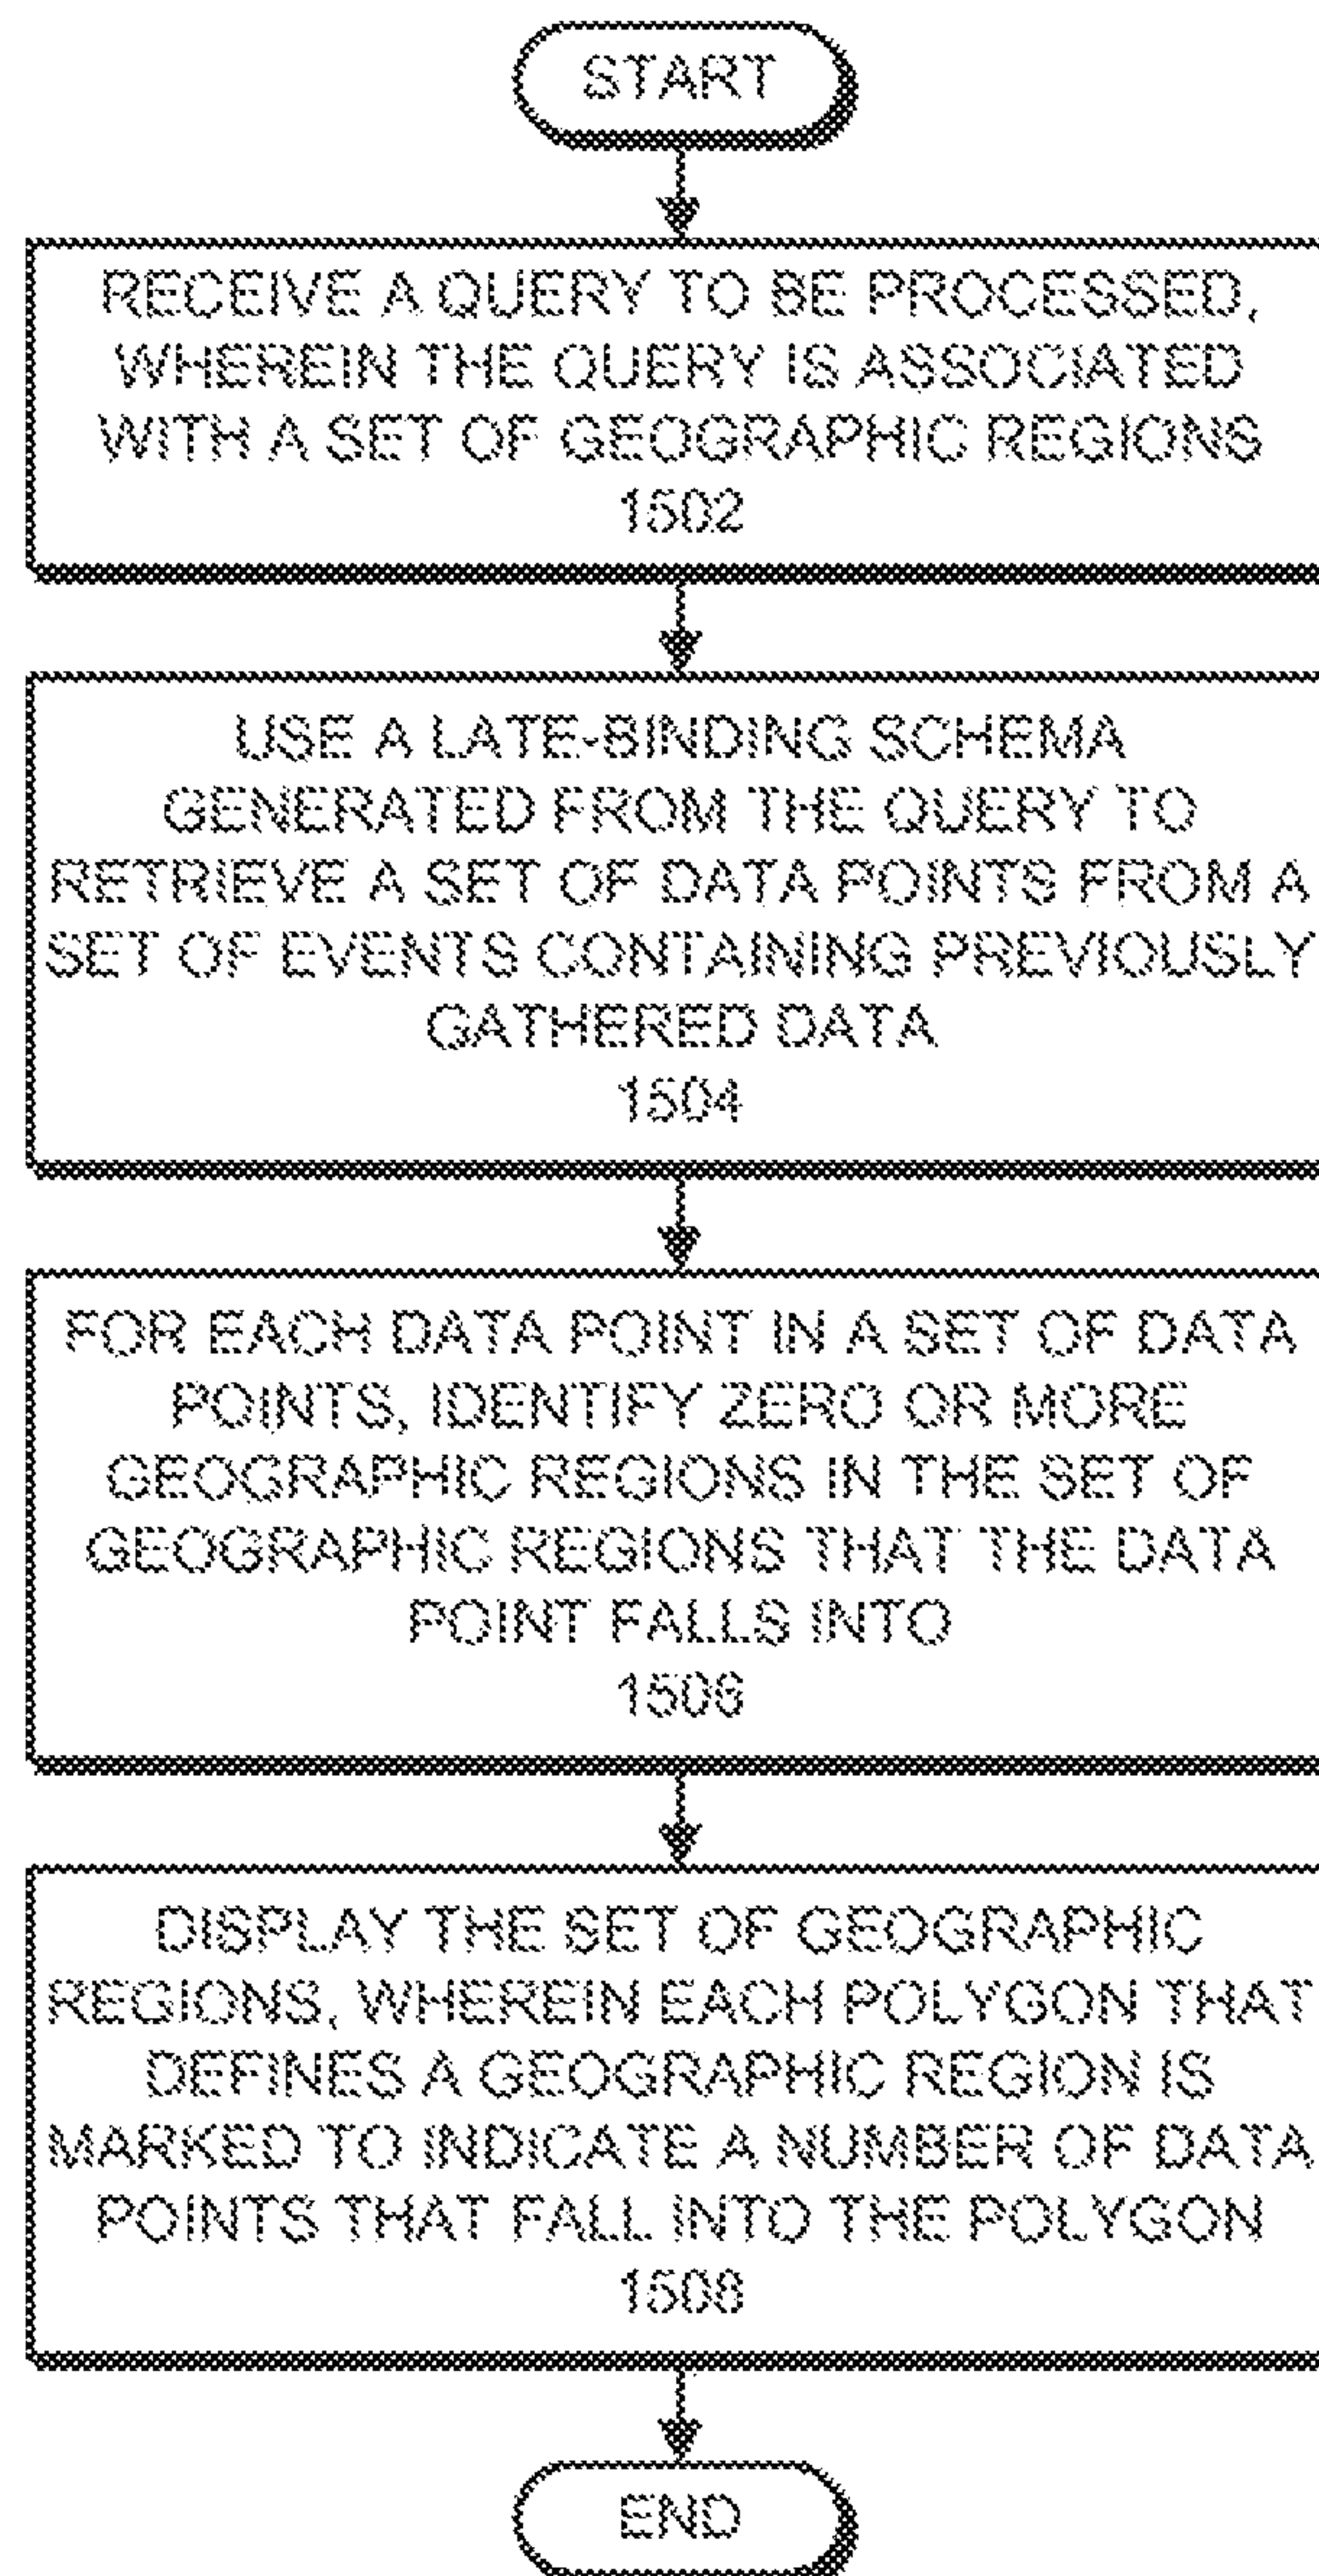 START
RECEIVE A QUERY TO BE PROCESSED,
WHEREIN THE QUERY IS ASSOCIATED
WITH A SET OF GEOGRAPHIC REGIONS
1502
USE A LATE-BINDING SCHEMA
GENERATED FROM THE QUERY TO
RETRIEVE A SET OF DATA POINTS FROM A
SET OF EVENTS CONTAINING PREVIOUSLY
GATHERED DATA
1504
FOR EACH DATA POINT IN A SET OF DATA
POINTS, IDENTIFY ZERO OR MORE
GEOGRAPHIC REGIONS IN THE SET OF
GEOGRAPHIC REGIONS THAT THE DATA
POINT FALLS INTO
1506
DISPLAY THE SET OF GEOGRAPHIC
REGIONS, WHEREIN EACH POLYGON THAT
DEFINES A GEOGRAPHIC REGION IS
MARKED TO INDICATE A NUMBER OF DATA
POINTS THAT FALL INTO THE POLYGON
1508
END